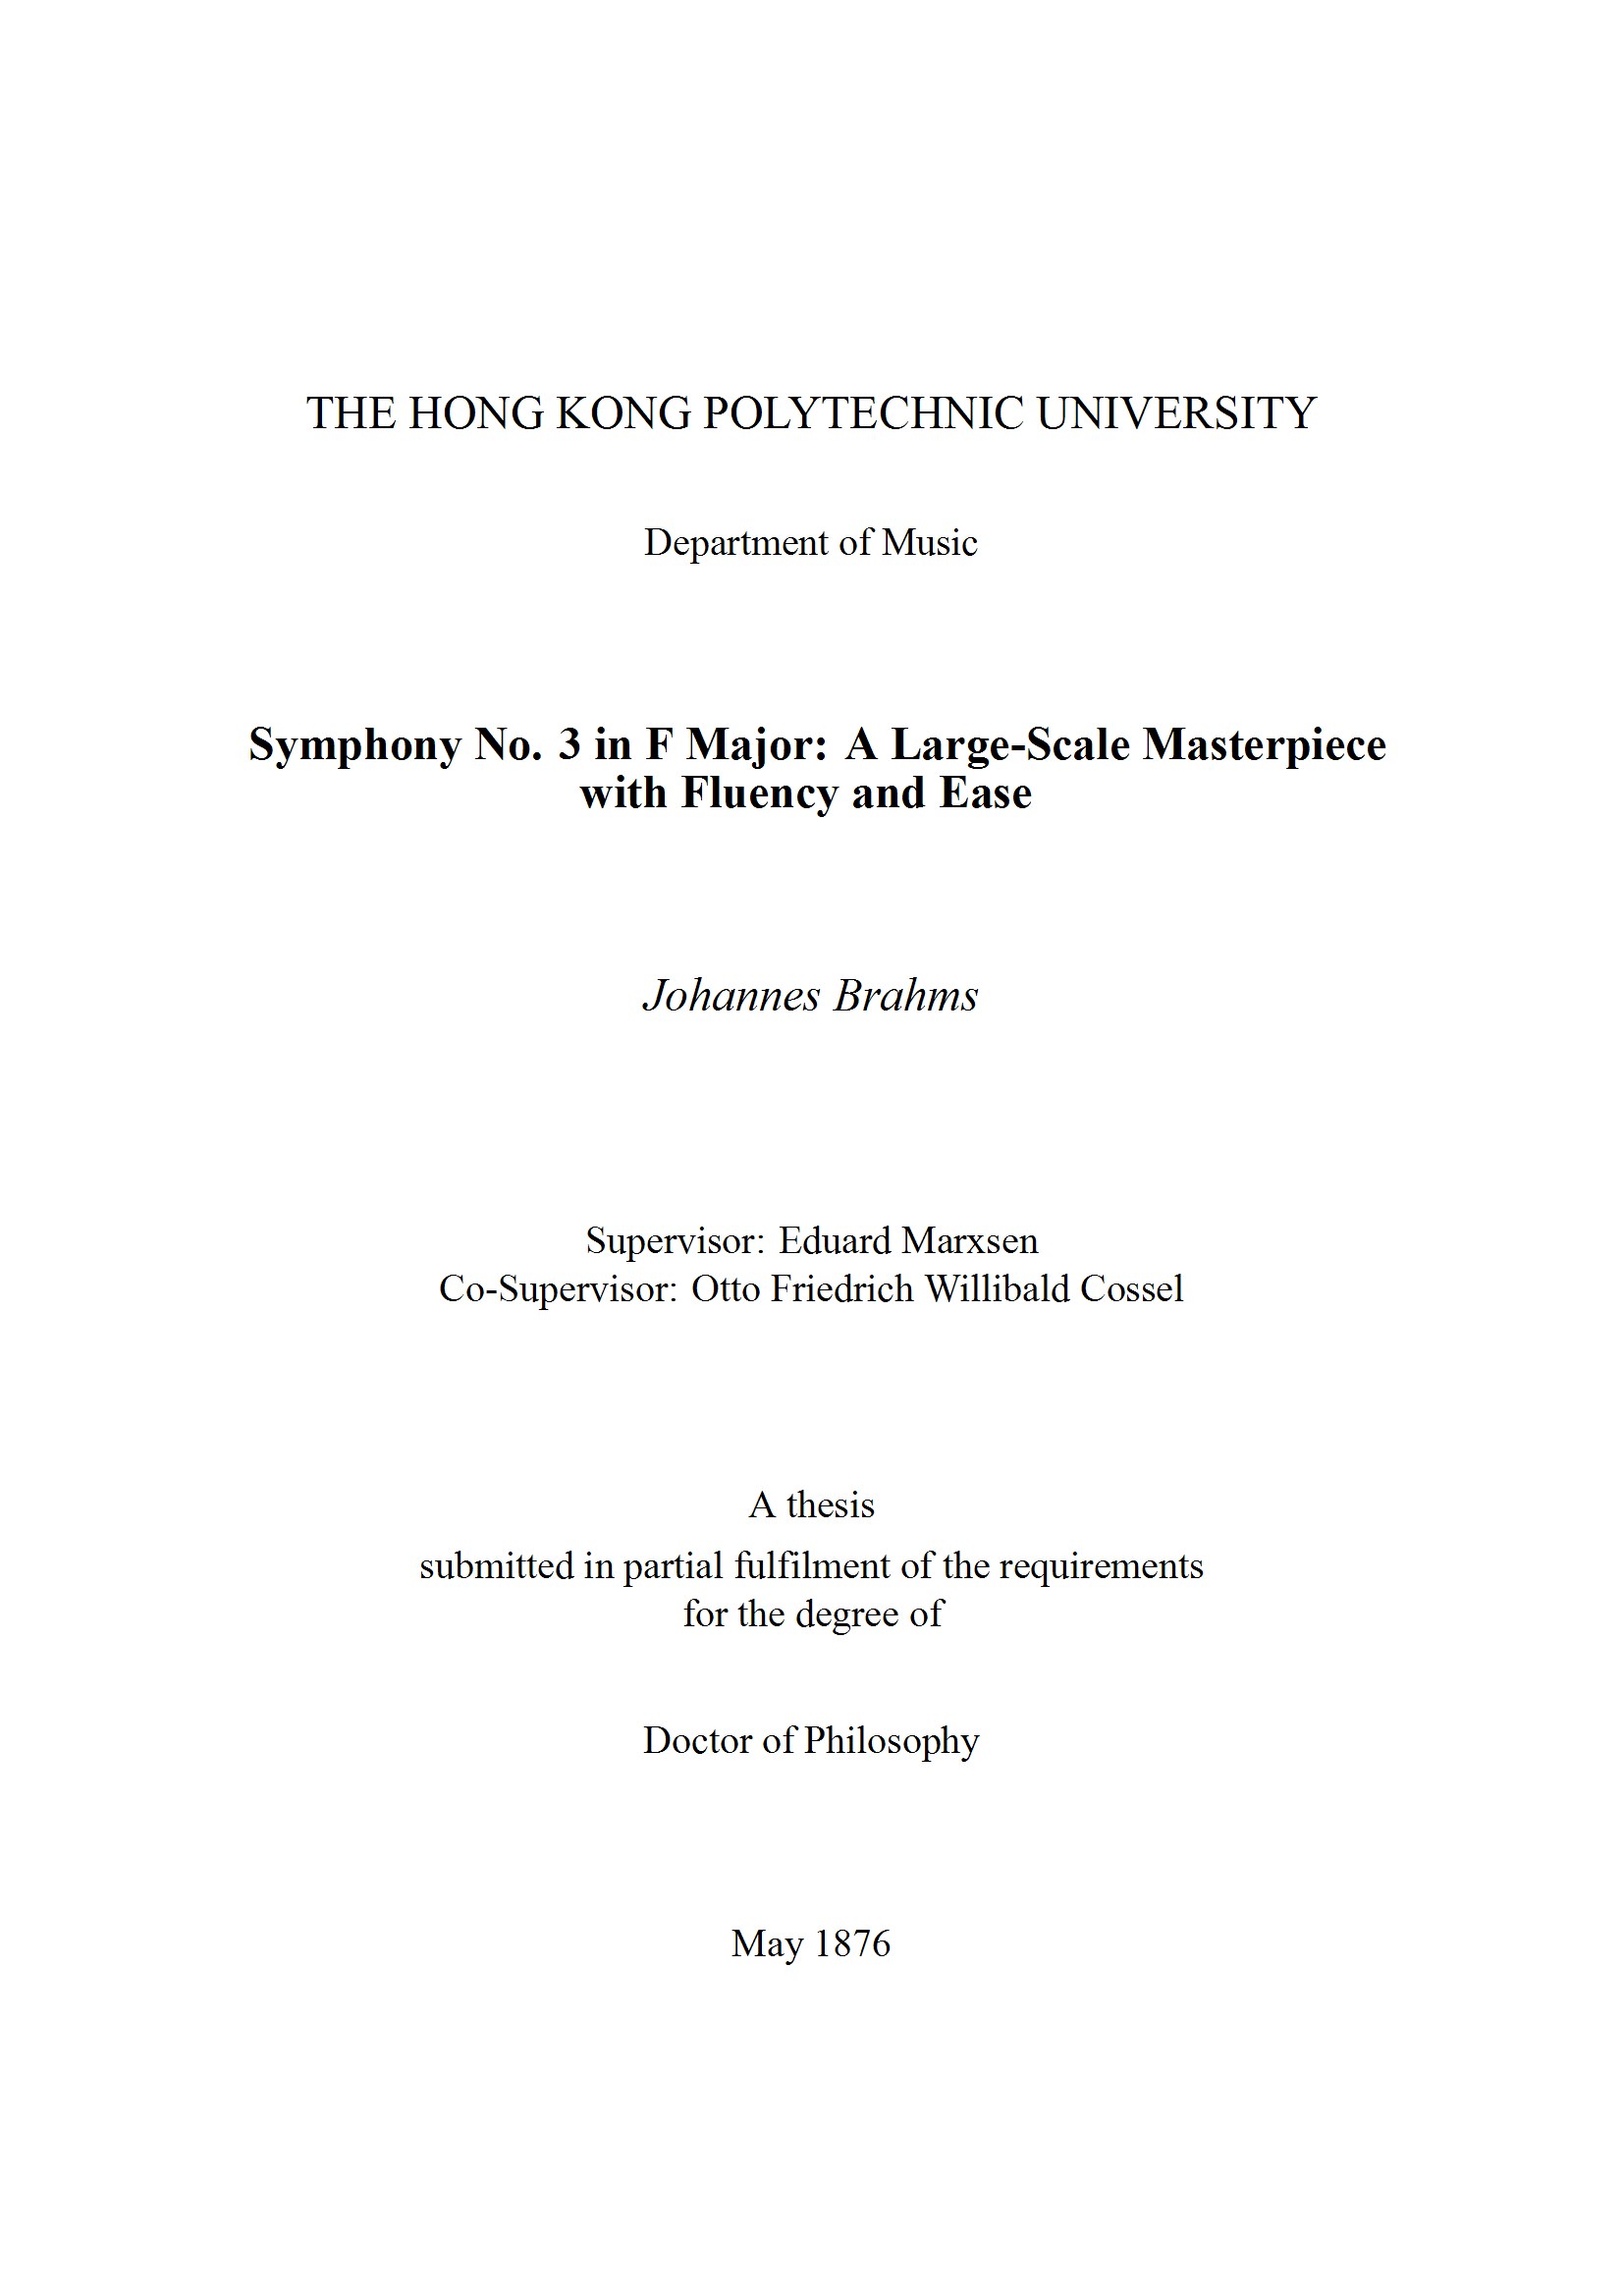 THE HONG KONG POLYTECHNIC UNIVERSITY
Department of Music
Symphony No. 3 in F Major: A Large-Scale Masterpiece
with Fluency and Ease
Johannes Brahms
Supervisor: Eduard Marxsen
Co-Supervisor: Otto Friedrich Willibald Cossel
A thesis
submitted in partial fulfilment of the requirements
for the degree of
Doctor of Philosophy
May 1876